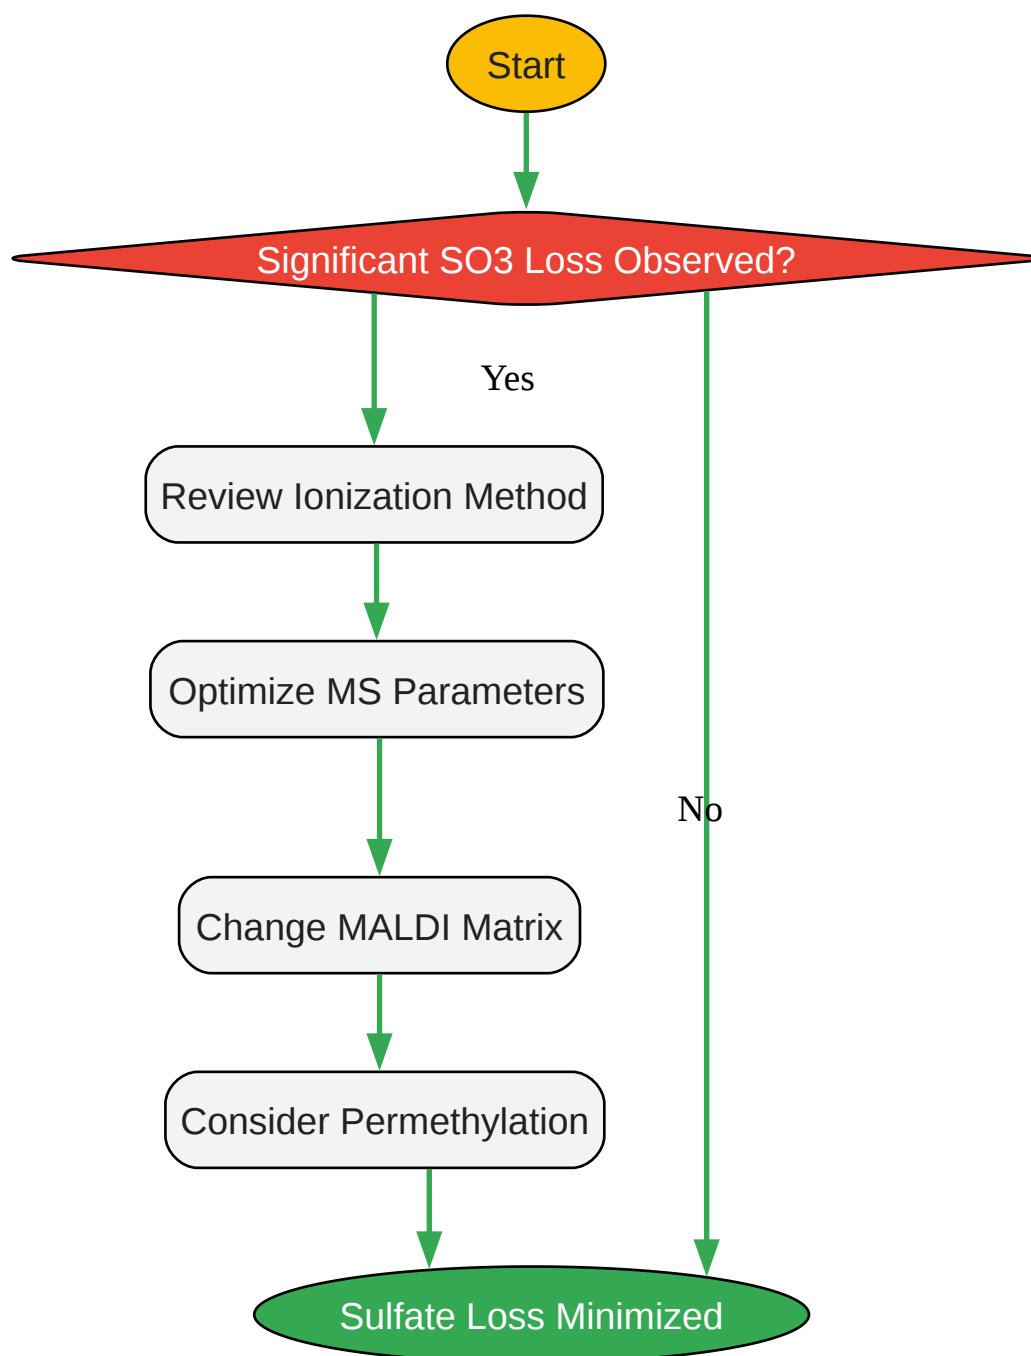 Start
Significant SO3 Loss Observed?
Yes
Review Ionization Method
Optimize MS Parameters
No
Change MALDI Matrix
Consider Permethylation
Sulfate Loss Minimized